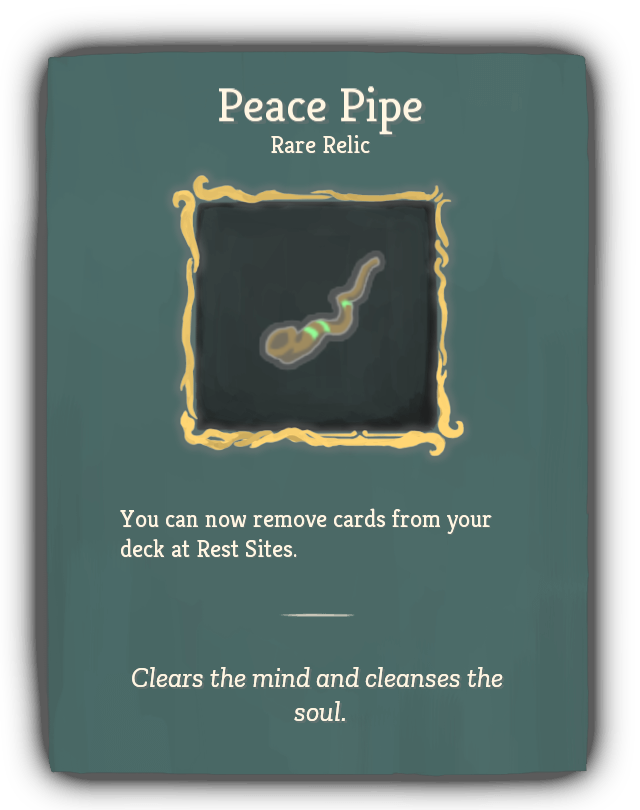 Peace Pipe
Rare Relic
You can now remove cards from your
deck at Rest Sites.
Clears the mind and cleanses the
soul.